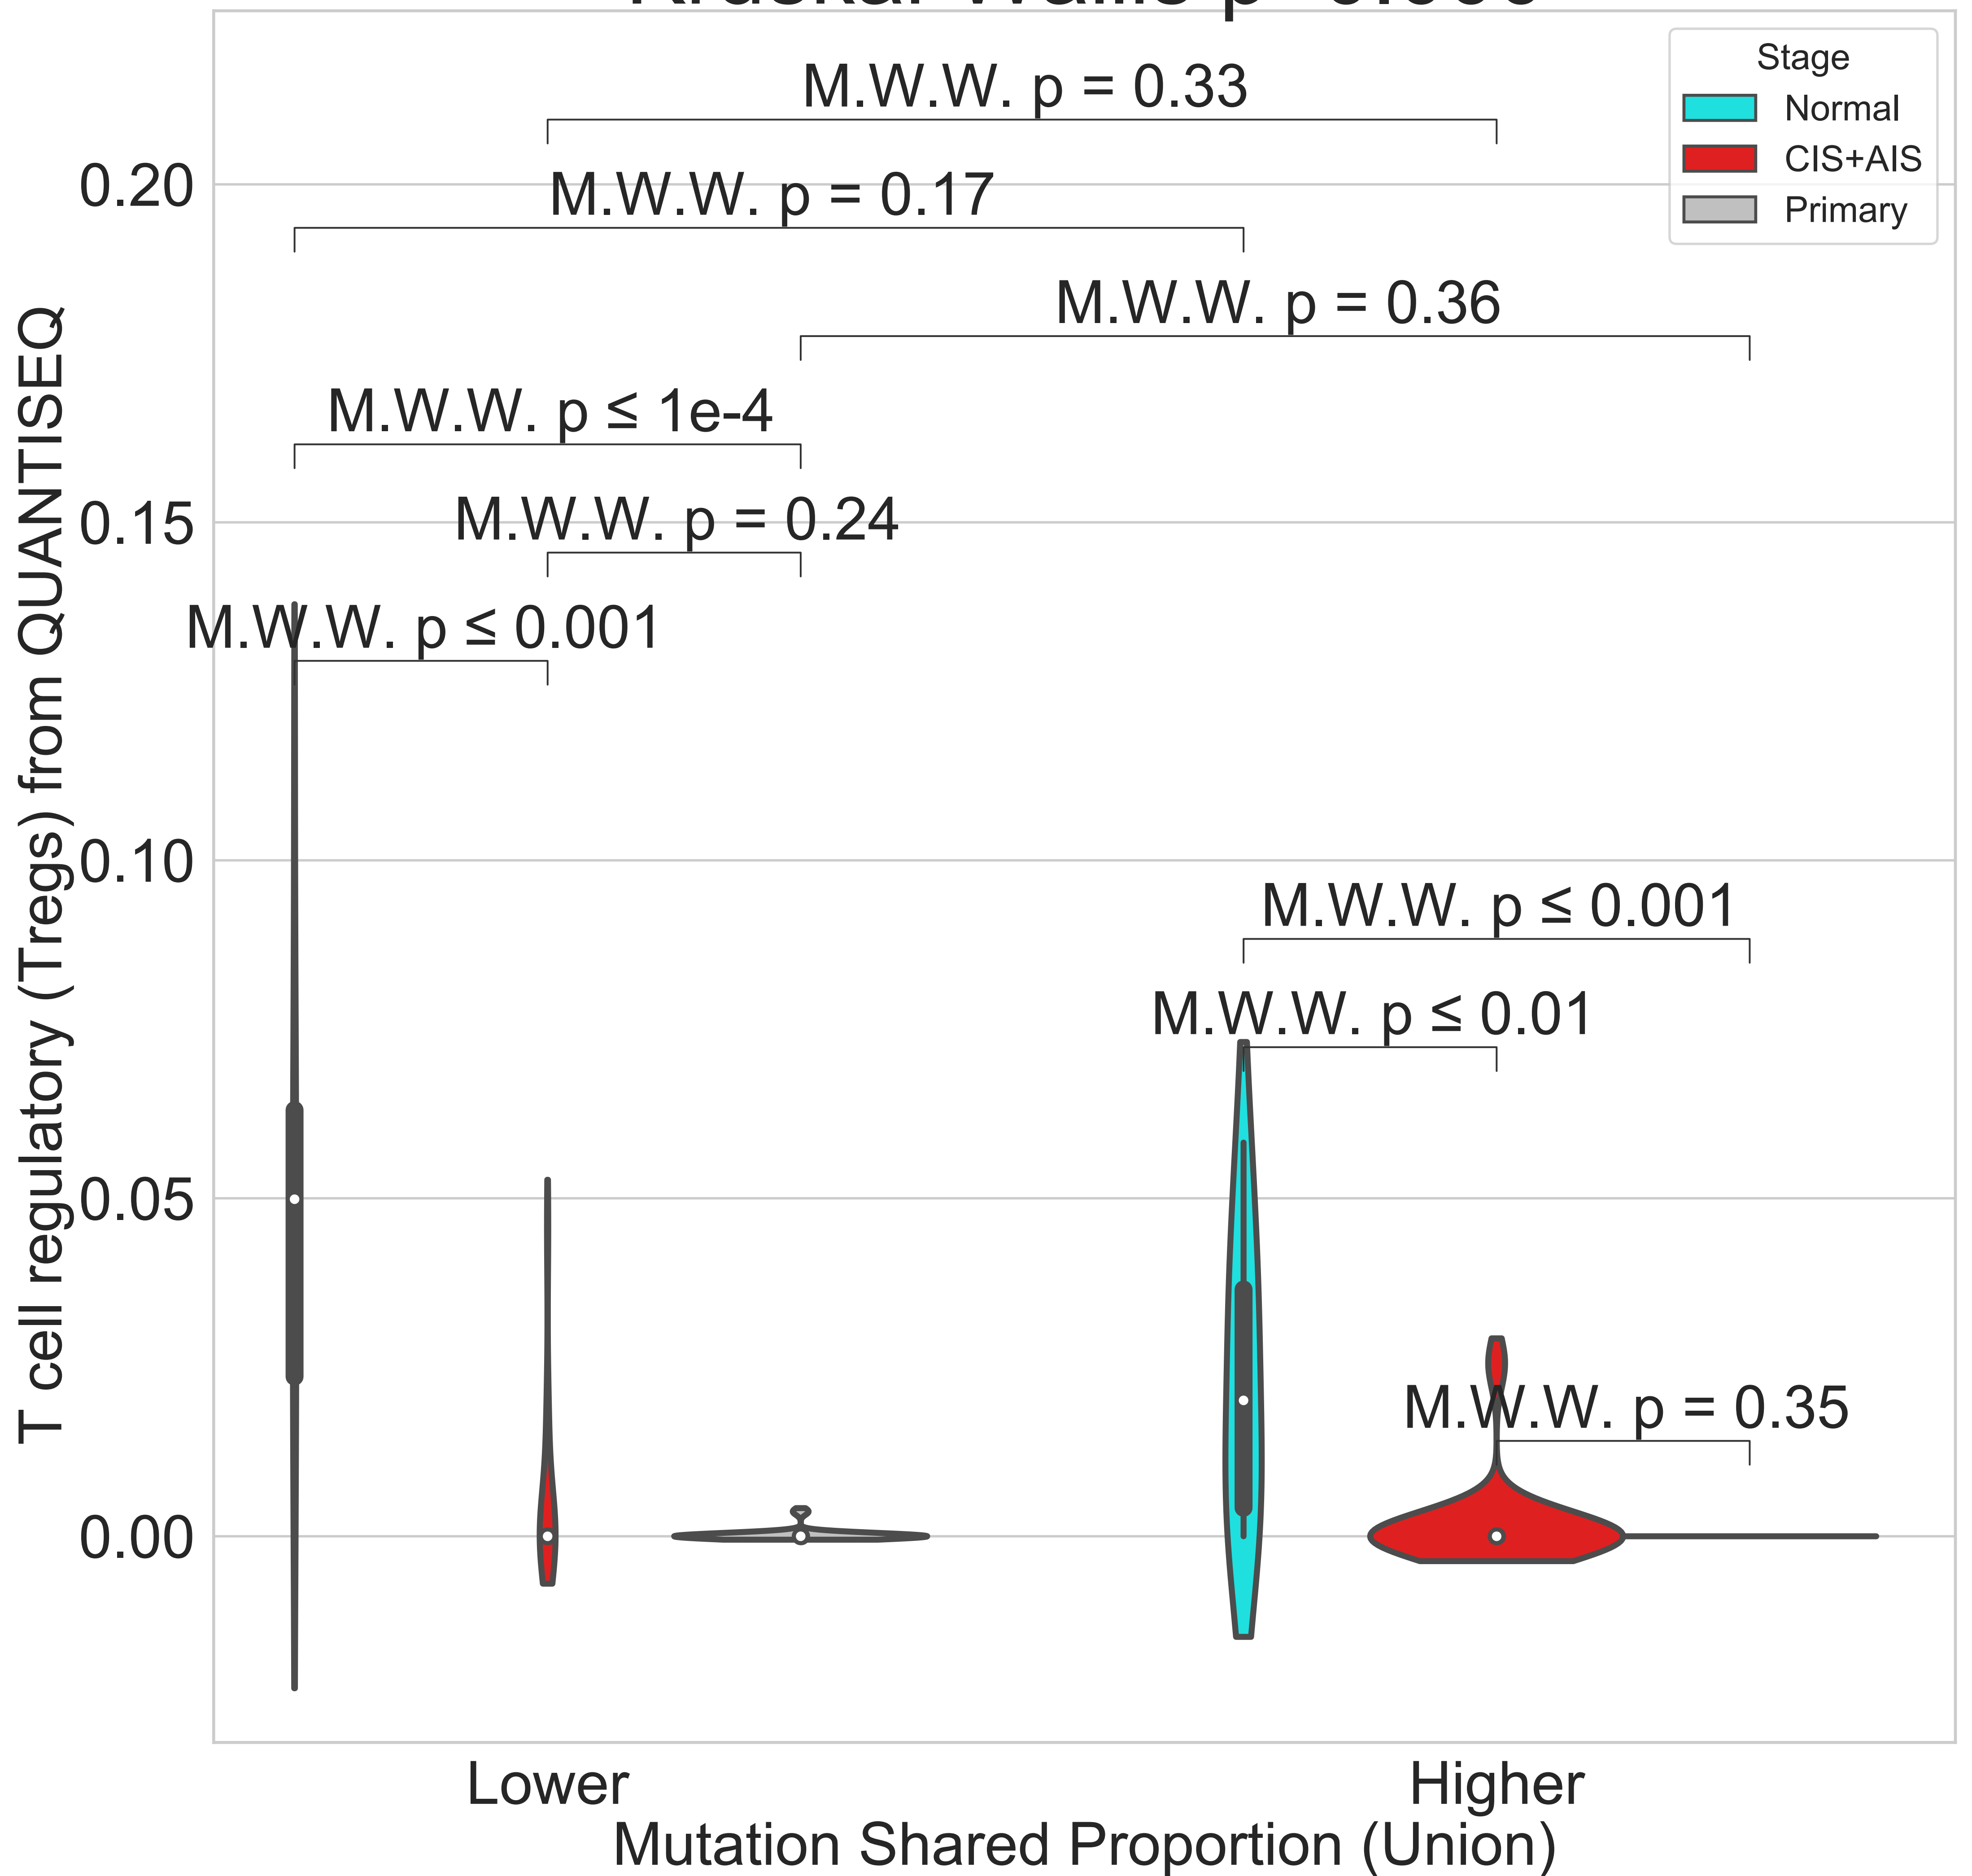 M.W.W. p = 0.33
Stage
Normal
CIS+AIS
Primary
0.20
M.W.W. p = 0.17
M.W.W. p = 0.36
M.W.W. p ≤ 1e-4
0.15
M.W.W. p = 0.24
M.W.W. p ≤ 0.001
0.10
M.W.W. p ≤ 0.001
M.W.W. p ≤ 0.01
0.05
M.W.W. p = 0.35
0.00
T cell regulatory (Tregs) from QUANTISEQ
Lower
Higher
Mutation Shared Proportion (Union)